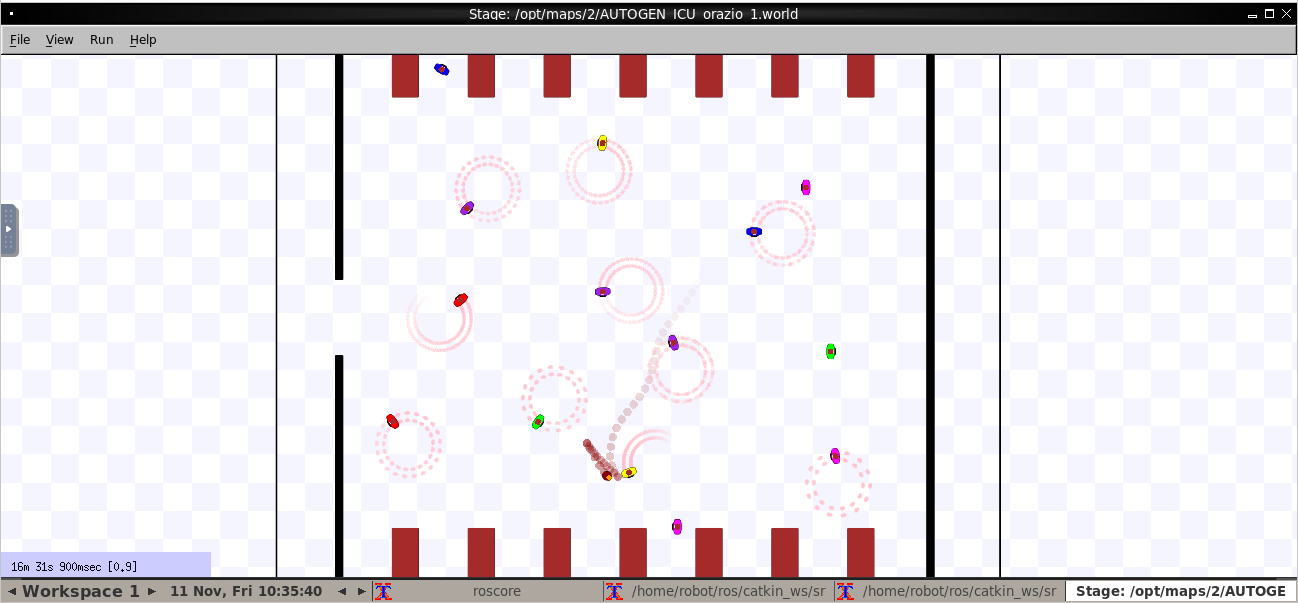 Stage: /opt/maps/2/AUTOGEN_ICU_orazio_1.world
File View Run Help
16m 31s 900msec [0.9]
Workspace 1 11 Nov, Fri 10:35:40 roscore /home/robot/ros/catkin_ws/sr /home/robot/ros/catkin_ws/sr Stage: /opt/maps/2/AUTOGE